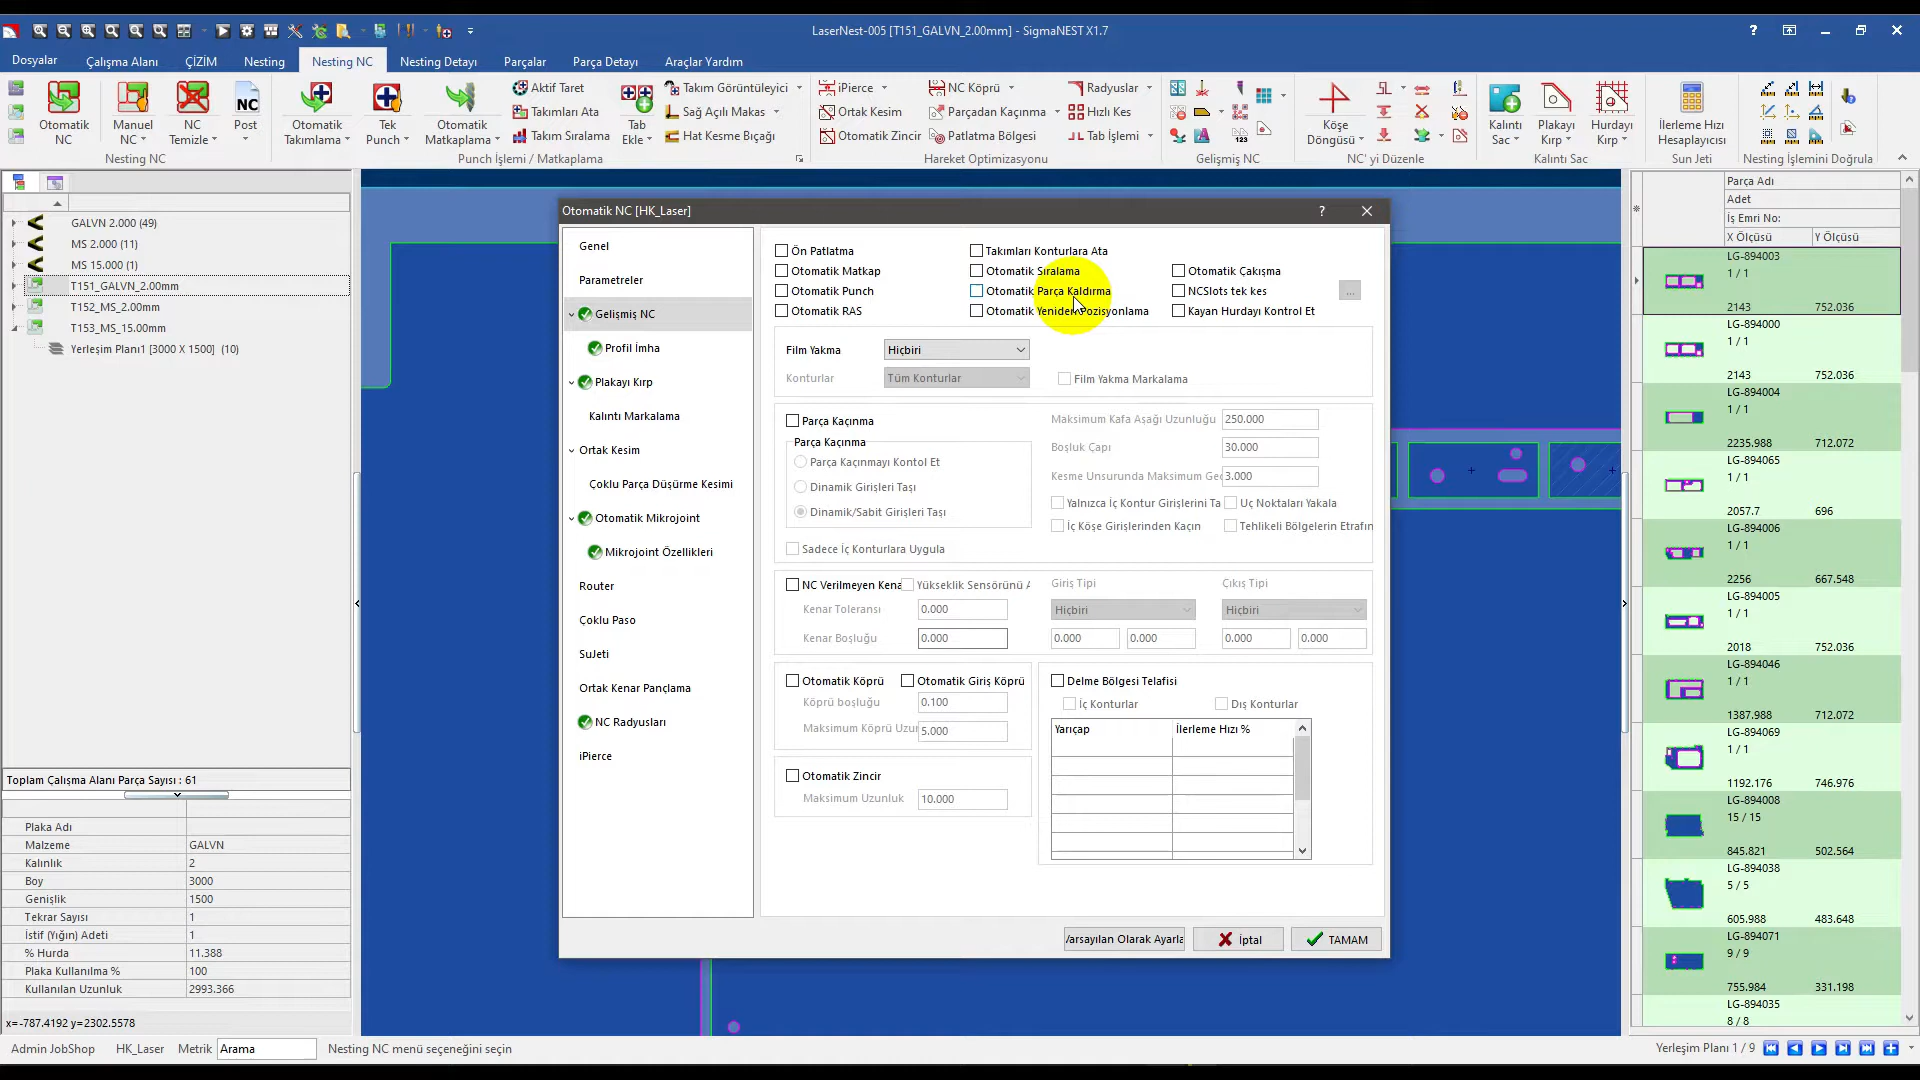 LaserNest-005 [T151_GALVN_2.00mm] - SigmaNEST X1.7
Dosyalar
Çalışma Alanı
ÇİZİM
Nesting
Nesting NC
Nesting Detayı
Parçalar
Parça Detayı
Araçlar Yardım
Otomatik NC
Manuel NC
NC Temizle
NC Post
Nesting NC
Otomatik Takımlama
Tek Punch
Otomatik Matkaplama
Aktif Taret
Takımları Ata
Takım Sıralama
Tab Ekle
Takım Görüntüleyici
Sağ Açılı Makas
Hat Kesme Bıçağı
Punch İşlemi / Matkaplama
iPierce
Ortak Kesim
Otomatik Zincir
NC Köprü
Parçadan Kaçınma
Patlatma Bölgesi
Radyuslar
Hızlı Kes
Tab İşlemi
Hareket Optimizasyonu
Gelişmiş NC
Köşe Döngüsü
NC' yi Düzenle
Kalıntı Sac
Plakayı Kırp
Hurdayı Kırp
Kalıntı Sac
İlerleme Hızı Hesaplayıcısı
Sun Jeti
Nesting İşlemini Doğrula
GALVN 2.000 (49)
MS 2.000 (11)
MS 15.000 (1)
T151_GALVN_2.00mm
T152_MS_2.00mm
T153_MS_15.00mm
Yerleşim Planı1 [3000 X 1500] (10)
Toplam Çalışma Alanı Parça Sayısı : 61
Plaka Adı
Malzeme GALVN
Kalınlık 2
Boy 3000
Genişlik 1500
Tekrar Sayısı 1
İstif (Yığın) Adeti 1
% Hurda 11.388
Plaka Kullanılma % 100
Kullanılan Uzunluk 2993.366
x=-787.4192 y=2302.5578
Otomatik NC [HK_Laser]
Genel
Parametreler
Gelişmiş NC
Profil İmha
Plakayı Kırp
Kalıntı Markalama
Ortak Kesim
Çoklu Parça Düşürme Kesimi
Otomatik Mikrojoint
Mikrojoint Özellikleri
Router
Çoklu Paso
SuJeti
Ortak Kenar Pançlama
NC Radyusları
iPierce
Ön Patlatma
Takımları Konturlara Ata
Otomatik Matkap
Otomatik Sıralama
Otomatik Çakışma
Otomatik Punch
Otomatik Parça Kaldırma
NCSlots tek kes
...
Otomatik RAS
Otomatik Yeniden Pozisyonlama
Kayan Hurdayı Kontrol Et
Film Yakma Hiçbiri
Konturlar Tüm Konturlar
Film Yakma Markalama
Parça Kaçınma
Parça Kaçınma
Parça Kaçınmayı Kontol Et
Dinamik Girişleri Taşı
Dinamik/Sabit Girişleri Taşı
Sadece İç Konturlara Uygula
Maksimum Kafa Aşağı Uzunluğu 250.000
Boşluk Çapı 30.000
Kesme Unsurunda Maksimum Geç 3.000
Yalnızca İç Kontur Girişlerini Ta
Uç Noktaları Yakala
İç Köşe Girişlerinden Kaçın
Tehlikeli Bölgelerin Etrafın
NC Verilmeyen Kena
Yükseklik Sensörünü A
Kenar Toleransı 0.000
Kenar Boşluğu 0.000
Giriş Tipi
Çıkış Tipi
Hiçbiri
Hiçbiri
0.000 0.000 0.000 0.000
Otomatik Köprü
Otomatik Giriş Köprü
Köprü boşluğu 0.100
Maksimum Köprü Uzur 5.000
Otomatik Zincir
Maksimum Uzunluk 10.000
Delme Bölgesi Telafisi
İç Konturlar
Dış Konturlar
Yarıçap
İlerleme Hızı %
Varsayılan Olarak Ayarla
İptal
TAMAM
Parça Adı
Adet
İş Emri No:
X Ölçüsü
Y Ölçüsü
LG-894003
1 / 1
2143 752.036
LG-894000
1 / 1
2143 752.036
LG-894004
1 / 1
2235.988 712.072
LG-894065
1 / 1
2057.7 696
LG-894006
1 / 1
2256 667.548
LG-894005
1 / 1
2018 752.036
LG-894046
1 / 1
1387.988 712.072
LG-894069
1 / 1
1192.176 746.976
LG-894008
15 / 15
845.821 502.564
LG-894038
5 / 5
605.988 483.648
LG-894071
9 / 9
755.984 331.198
LG-894035
8 / 8
Admin JobShop
HK_Laser
Metrik
Arama
Nesting NC menü seçeneğini seçin
Yerleşim Planı 1 / 9